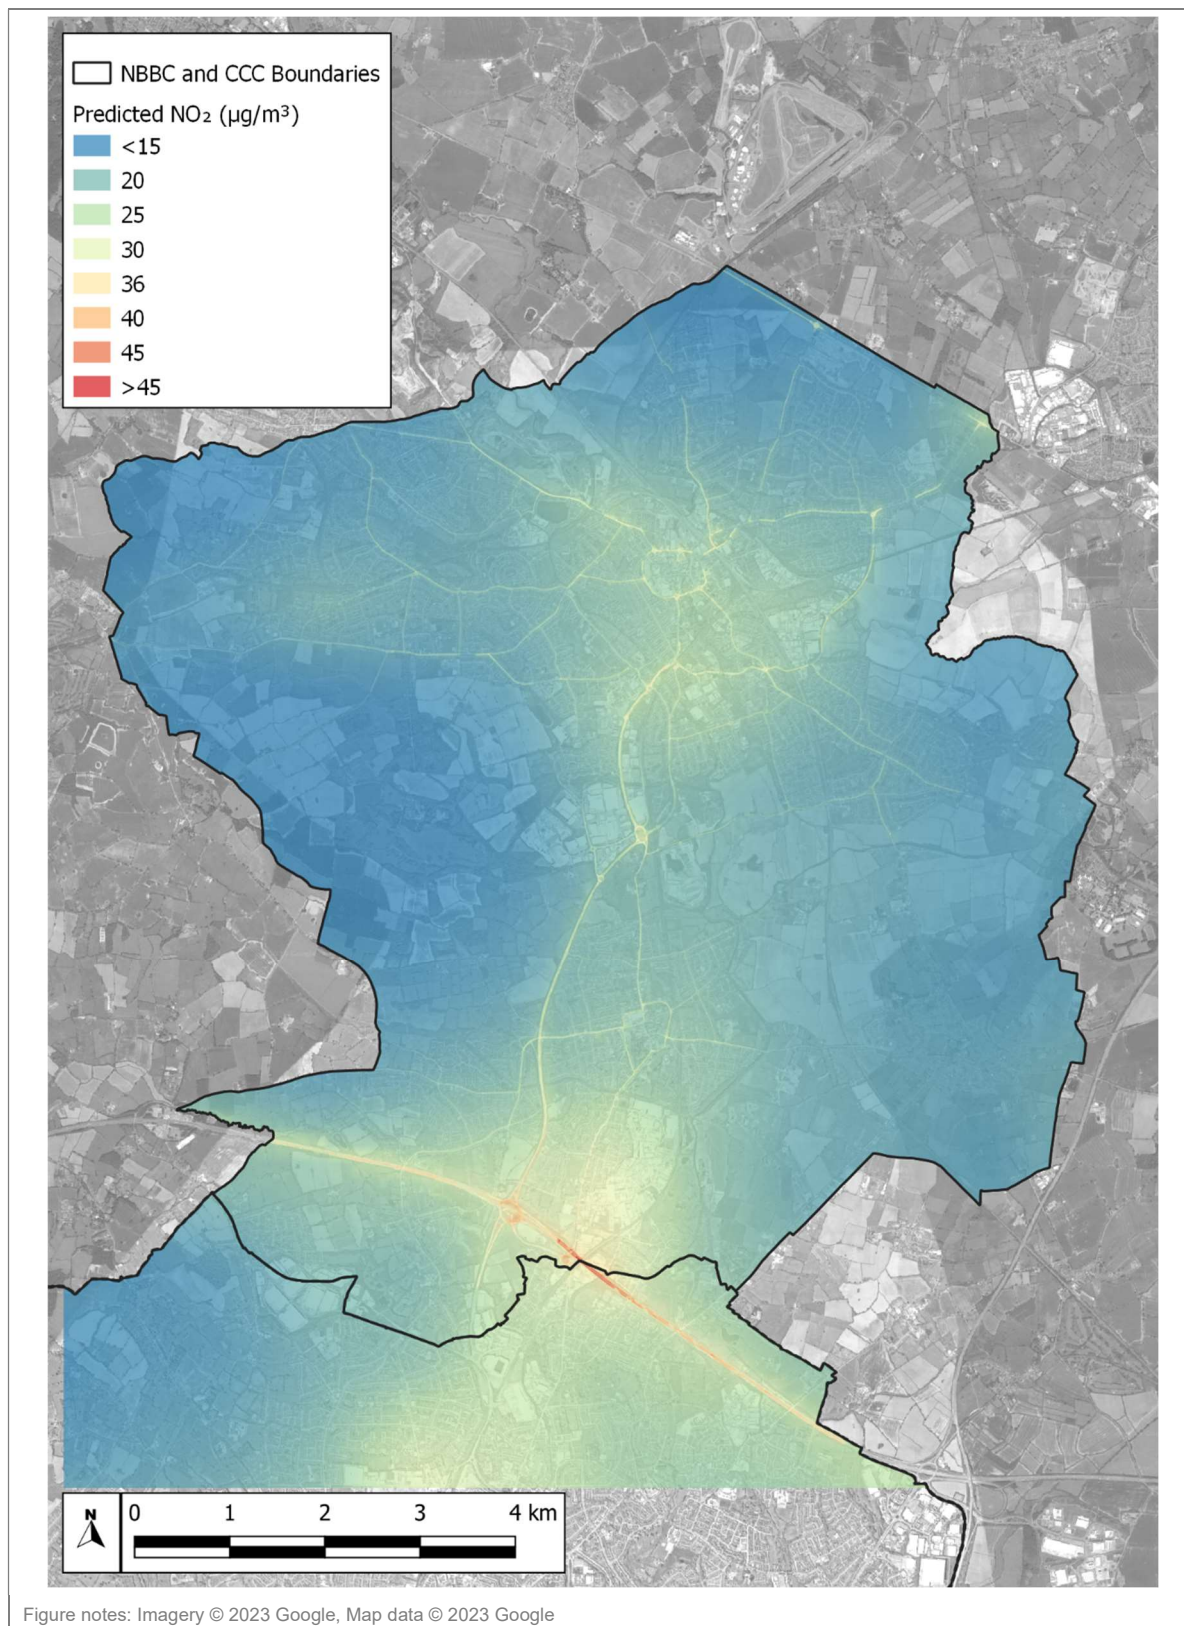 NBBC and CCC Boundaries
Predicted NO₂ (µg/m³)
<15
20
25
30
36
40
45
>45
N
0 1 2 3 4 km
Figure notes: Imagery © 2023 Google, Map data © 2023 Google